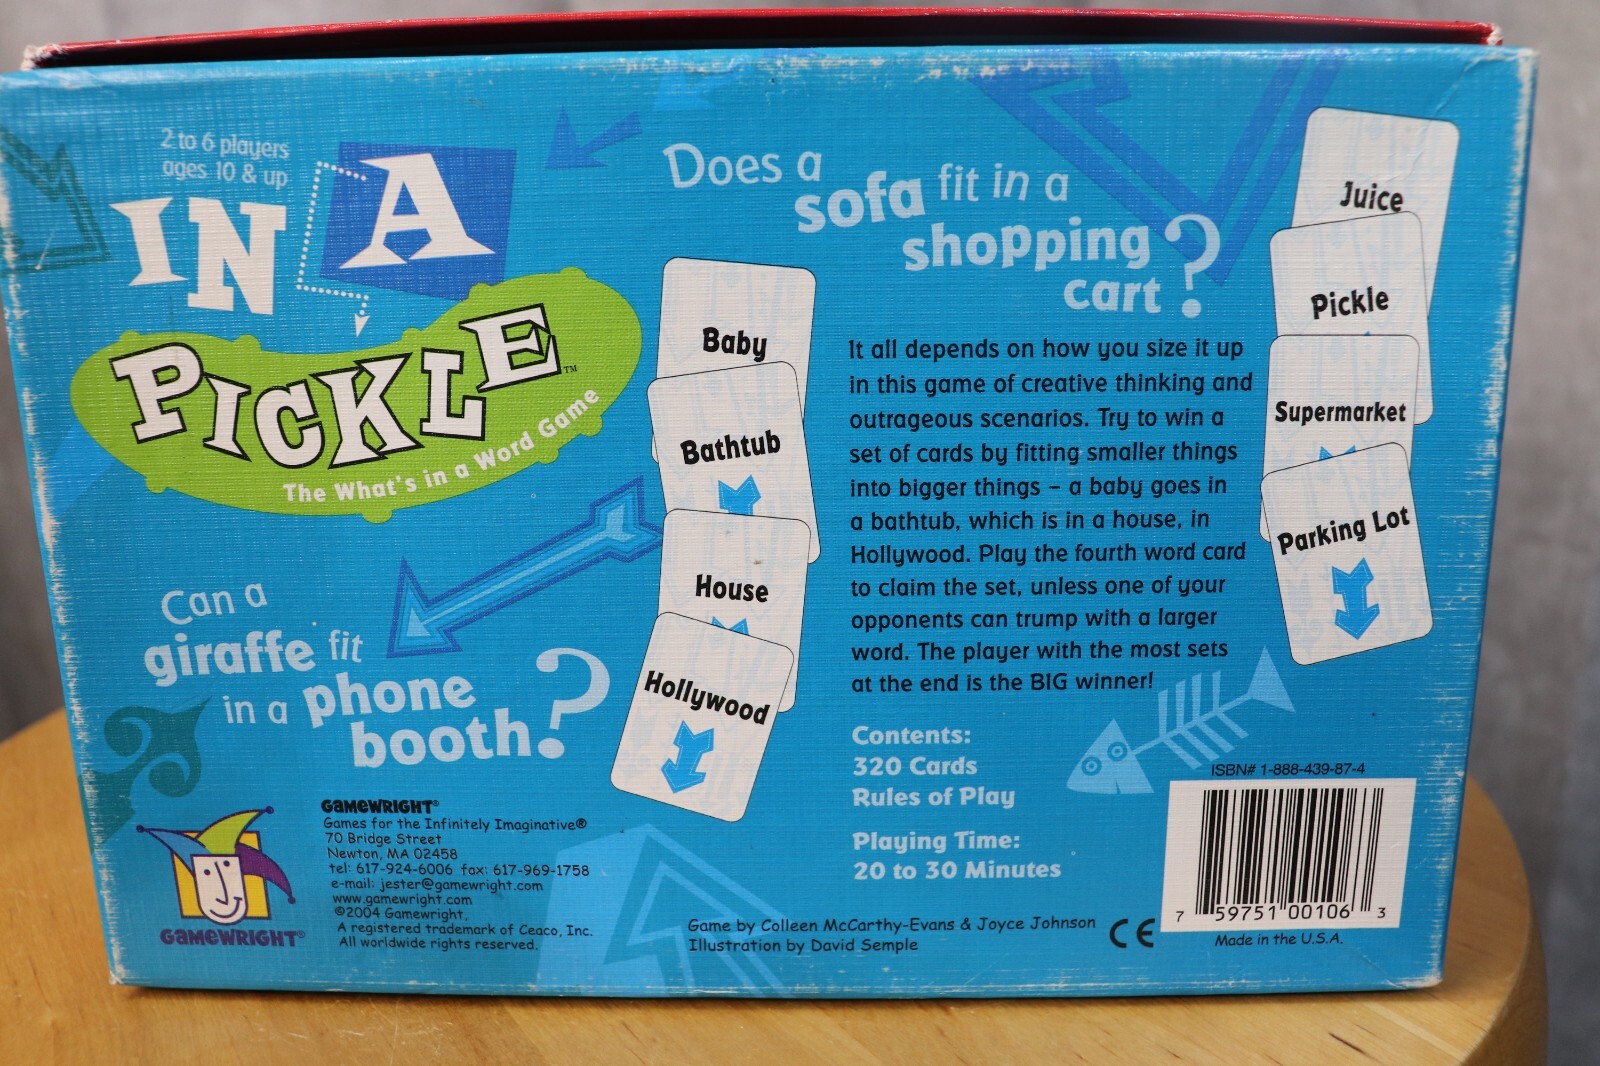 2 to 6 players
ages 10 & up
IN A
PICKLE™
The What's in a Word Game
Can a
giraffe fit
in a phone
booth?
Baby
Bathtub
House
Hollywood
Does a
sofa fit in a
shopping
cart?
It all depends on how you size it up
in this game of creative thinking and
outrageous scenarios. Try to win a
set of cards by fitting smaller things
into bigger things – a baby goes in
a bathtub, which is in a house, in
Hollywood. Play the fourth word card
to claim the set, unless one of your
opponents can trump with a larger
word. The player with the most sets
at the end is the BIG winner!
Juice
Pickle
Supermarket
Parking Lot
Contents:
320 Cards
Rules of Play
Playing Time:
20 to 30 Minutes
GAMEWRIGHT®
GAMEWRIGHT®
Games for the Infinitely Imaginative®
70 Bridge Street
Newton, MA 02458
tel: 617-924-6006 fax: 617-969-1758
e-mail: jester@gamewright.com
www.gamewright.com
©2004 Gamewright,
A registered trademark of Ceaco, Inc.
All worldwide rights reserved.
Game by Colleen McCarthy-Evans & Joyce Johnson
Illustration by David Semple
CE
ISBN# 1-888-439-87-4
7 59751 00106 3
Made in the U.S.A.